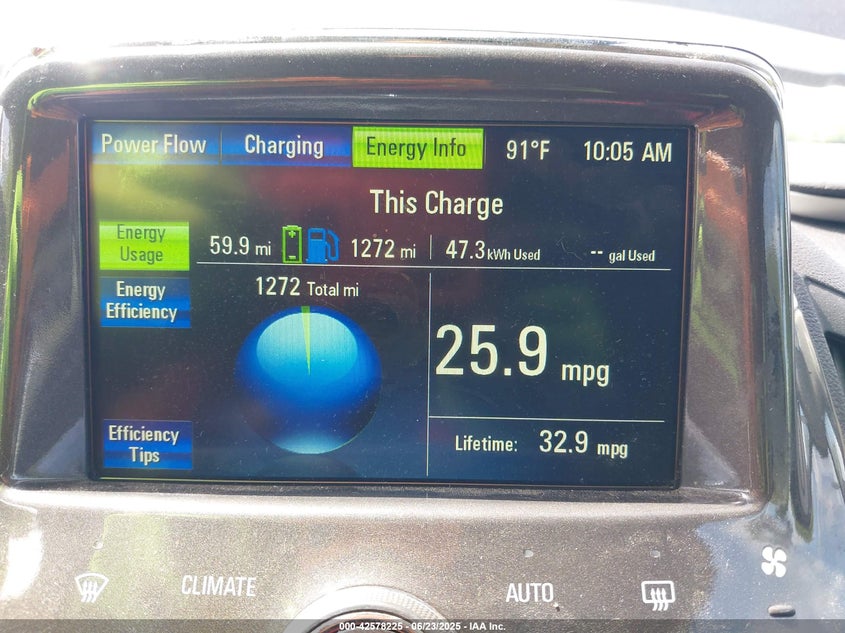 Power Flow Charging Energy Info 91°F 10:05 AM
This Charge
Energy Usage
59.9 mi 1272 mi 47.3 kWh Used -- gal Used
Energy Efficiency
1272 Total mi
25.9 mpg
Efficiency Tips
Lifetime: 32.9 mpg
CLIMATE AUTO
000-42578225 - 06/23/2025 - IAA Inc.